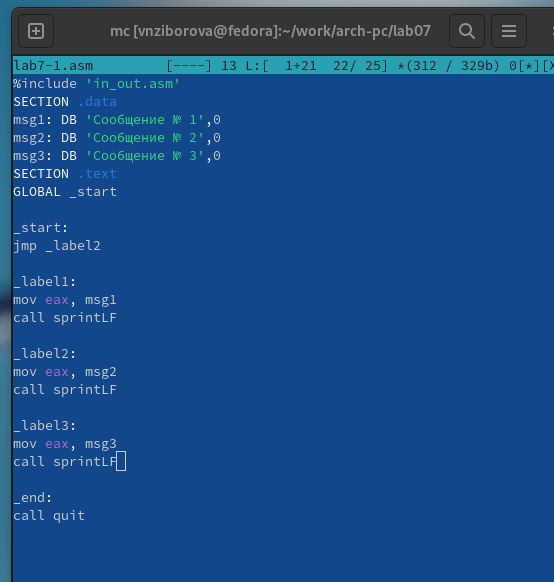 mc [vnziborova@fedora]:~/work/arch-pc/lab07
lab7-1.asm [----] 13 L:[ 1+21 22/ 25] *(312 / 329b) 0[*][X
%include 'in_out.asm'
SECTION .data
msg1: DB 'Сообщение № 1',0
msg2: DB 'Сообщение № 2',0
msg3: DB 'Сообщение № 3',0
SECTION .text
GLOBAL _start
_start:
jmp _label2
_label1:
mov eax, msg1
call sprintLF
_label2:
mov eax, msg2
call sprintLF
_label3:
mov eax, msg3
call sprintLF
_end:
call quit